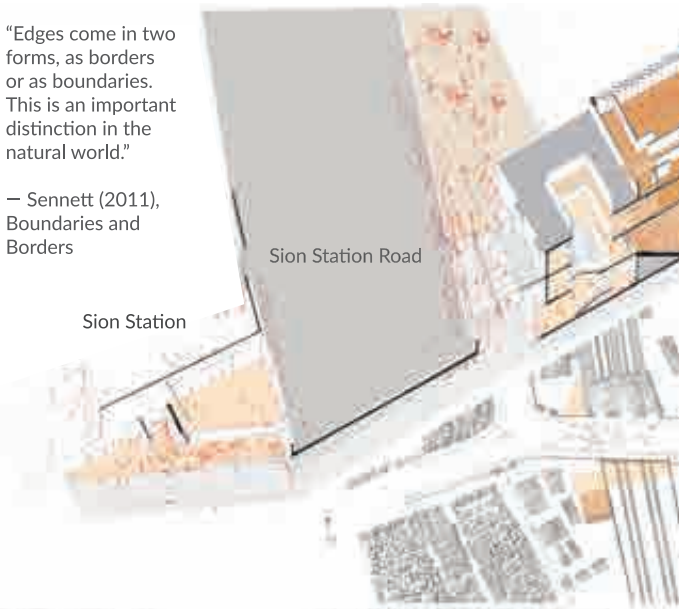 “Edges come in two
forms, as borders
or as boundaries.
This is an important
distinction in the
natural world.”
— Sennett (2011),
Boundaries and
Borders
Sion Station Road
Sion Station